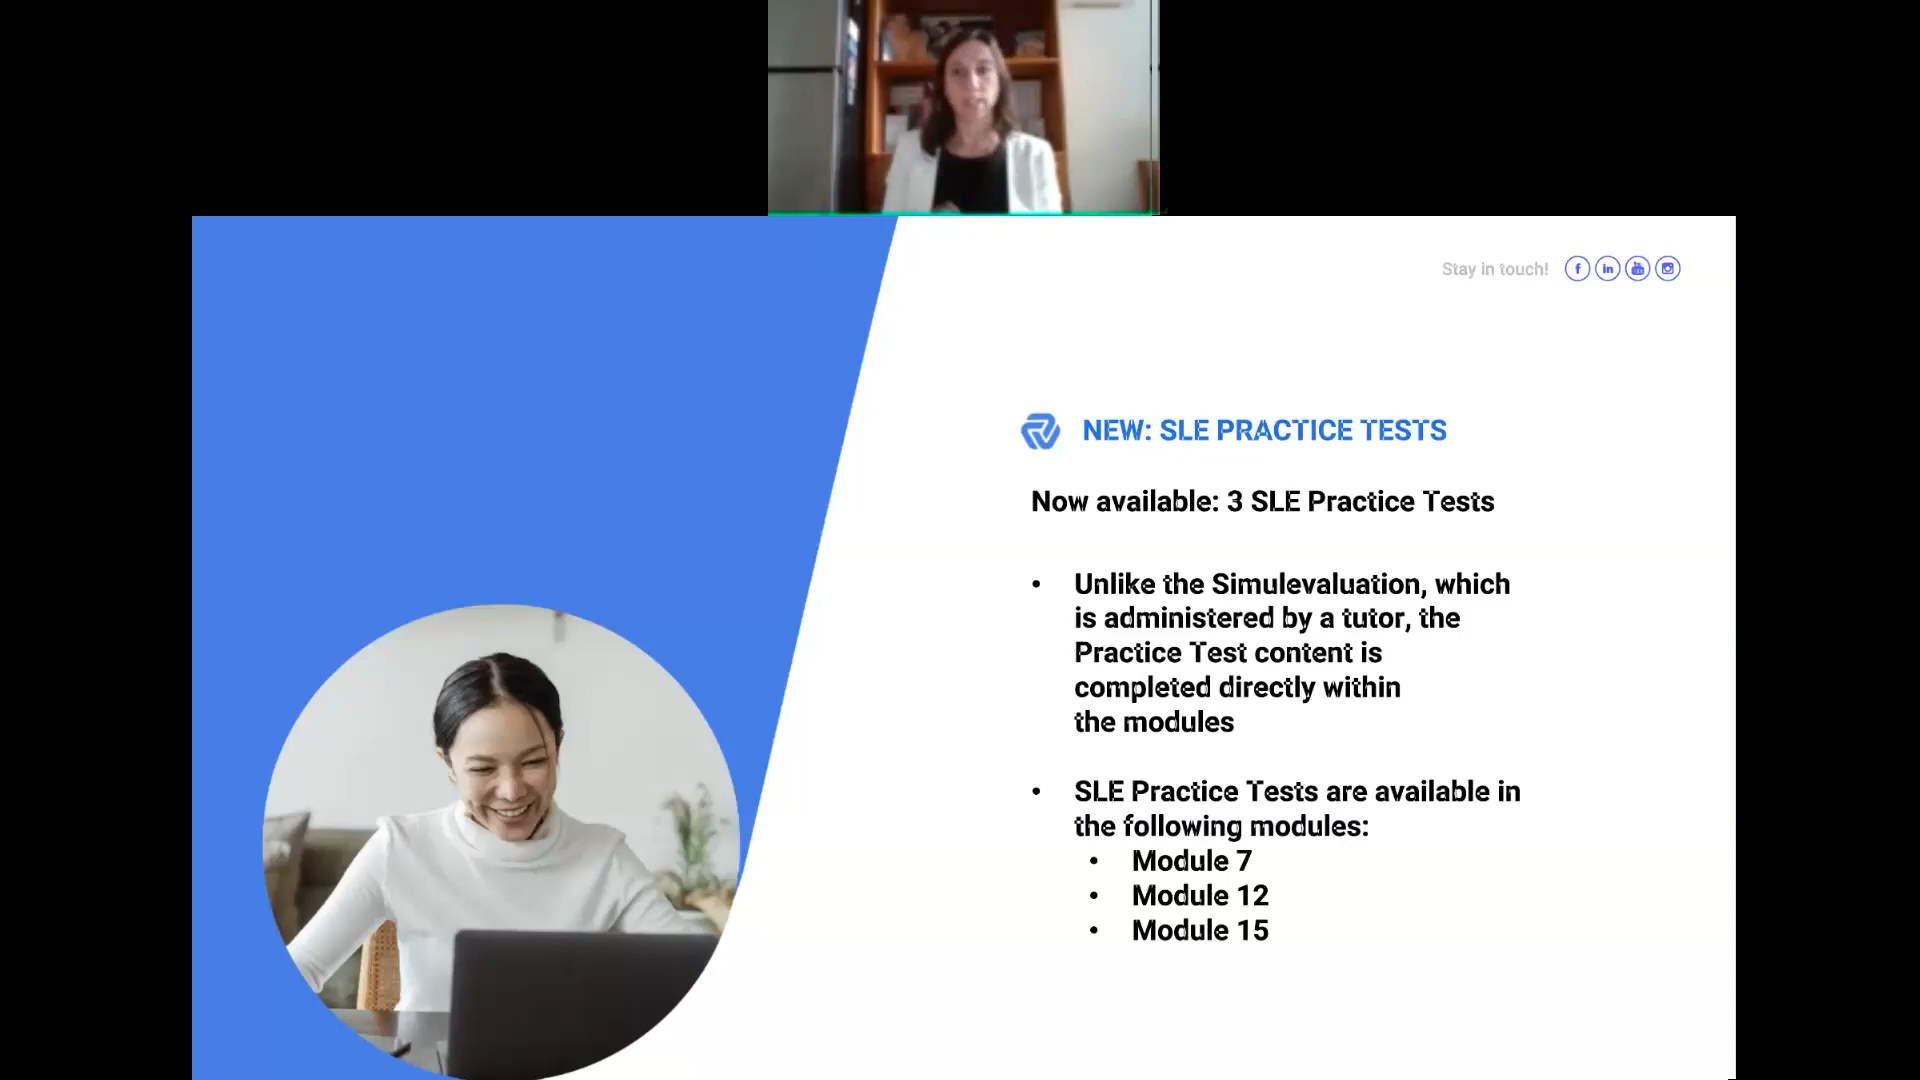 Stay in touch!
NEW: SLE PRACTICE TESTS
Now available: 3 SLE Practice Tests
• Unlike the Simulevaluation, which
is administered by a tutor, the
Practice Test content is
completed directly within
the modules
• SLE Practice Tests are available in
the following modules:
• Module 7
• Module 12
• Module 15